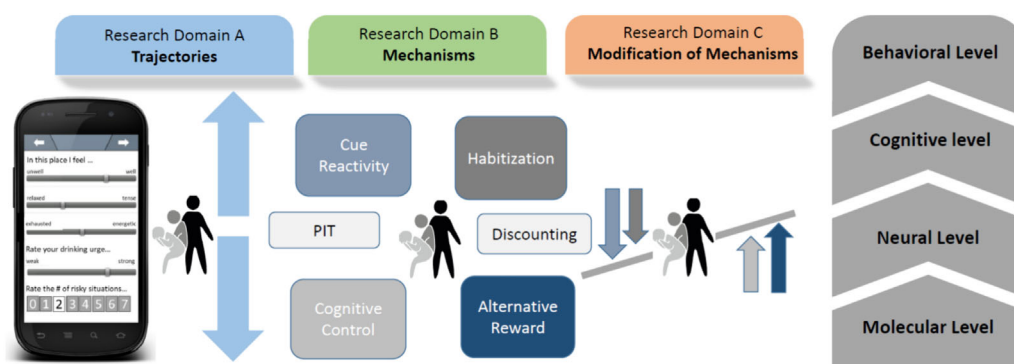 Research Domain A
Trajectories
Research Domain B
Mechanisms
Research Domain C
Modification of Mechanisms
In this place I feel ...
unwell well
relaxed tense
exhausted energetic
Rate your drinking urge...
weak strong
Rate the # of risky situations...
0 1 2 3 4 5 6 7
Cue
Reactivity
Habitization
PIT
Discounting
Cognitive
Control
Alternative
Reward
Behavioral Level
Cognitive level
Neural Level
Molecular Level